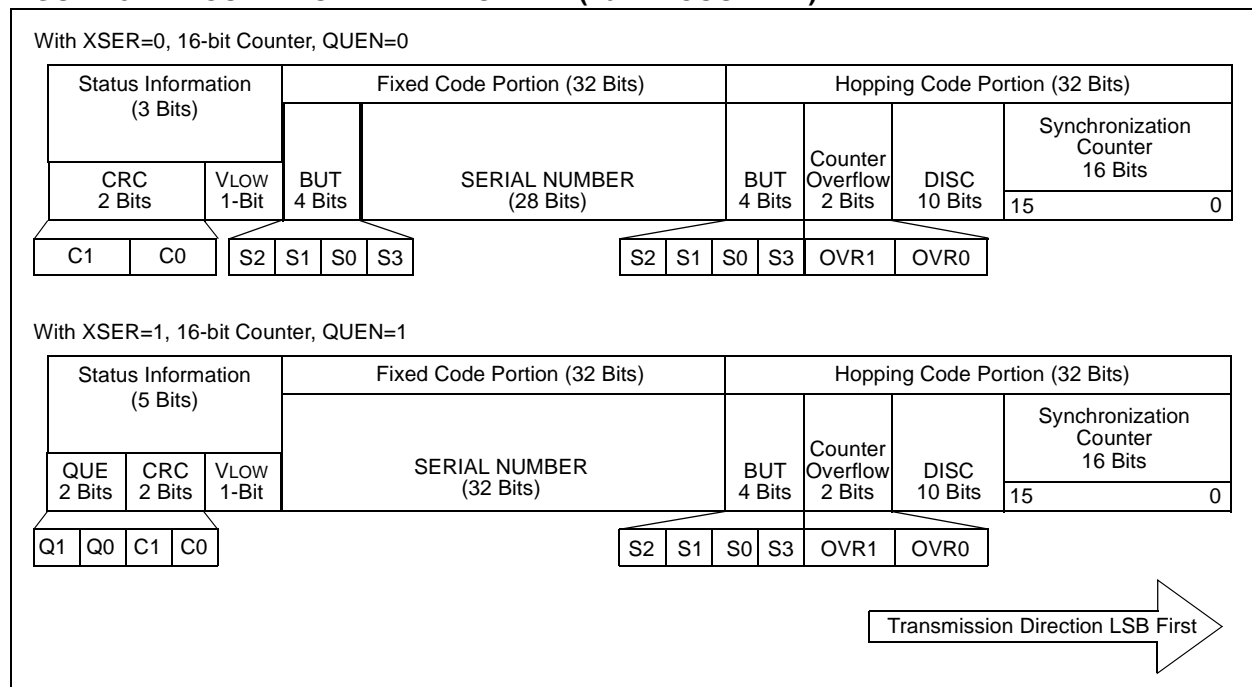 With XSER=0, 16-bit Counter, QUEN=0
Status Information
(3 Bits)
Fixed Code Portion (32 Bits)
Hopping Code Portion (32 Bits)
CRC
2 Bits
VLOW
1-Bit
BUT
4 Bits
SERIAL NUMBER
(28 Bits)
BUT
4 Bits
Counter
Overflow
2 Bits
DISC
10 Bits
Synchronization
Counter
16 Bits
15 0
C1 C0
S2 S1 S0 S3
S2 S1 S0 S3 OVR1 OVR0
With XSER=1, 16-bit Counter, QUEN=1
Status Information
(5 Bits)
Fixed Code Portion (32 Bits)
Hopping Code Portion (32 Bits)
QUE
2 Bits
CRC
2 Bits
VLOW
1-Bit
SERIAL NUMBER
(32 Bits)
BUT
4 Bits
Counter
Overflow
2 Bits
DISC
10 Bits
Synchronization
Counter
16 Bits
15 0
Q1 Q0 C1 C0
S2 S1 S0 S3 OVR1 OVR0
Transmission Direction LSB First